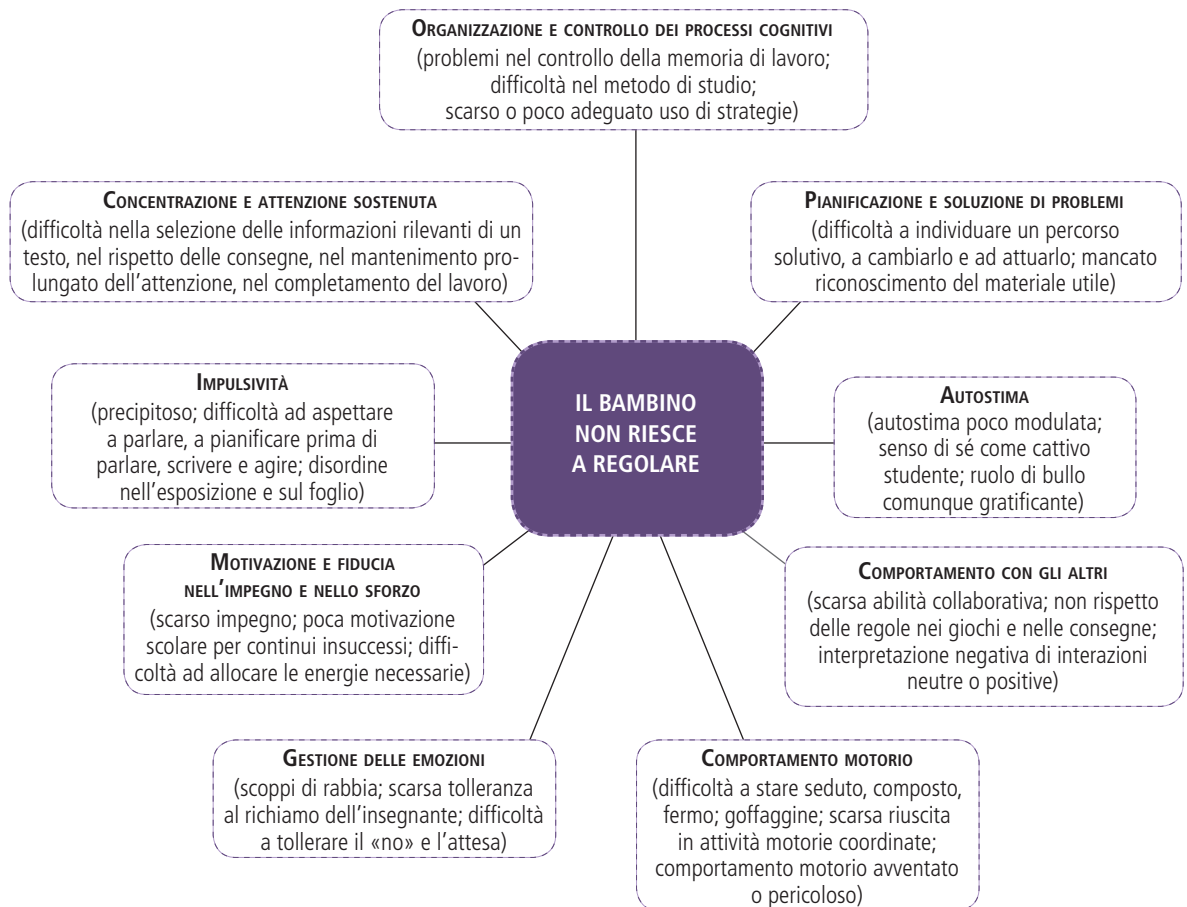 Organizzazione e controllo dei processi cognitivi
(problemi nel controllo della memoria di lavoro;
difficoltà nel metodo di studio;
scarso o poco adeguato uso di strategie)
Concentrazione e attenzione sostenuta
(difficoltà nella selezione delle informazioni rilevanti di un
testo, nel rispetto delle consegne, nel mantenimento pro-
lungato dell'attenzione, nel completamento del lavoro)
Pianificazione e soluzione di problemi
(difficoltà a individuare un percorso
solutivo, a cambiarlo e ad attuarlo; mancato
riconoscimento del materiale utile)
Impulsività
(precipitoso; difficoltà ad aspettare
a parlare, a pianificare prima di
parlare, scrivere e agire; disordine
nell'esposizione e sul foglio)
IL BAMBINO
NON RIESCE
A REGOLARE
Autostima
(autostima poco modulata;
senso di sé come cattivo
studente; ruolo di bullo
comunque gratificante)
Motivazione e fiducia
nell'impegno e nello sforzo
(scarso impegno; poca motivazione
scolare per continui insuccessi; diffi-
coltà ad allocare le energie necessarie)
Comportamento con gli altri
(scarsa abilità collaborativa; non rispetto
delle regole nei giochi e nelle consegne;
interpretazione negativa di interazioni
neutre o positive)
Gestione delle emozioni
(scoppi di rabbia; scarsa tolleranza
al richiamo dell'insegnante; difficoltà
a tollerare il «no» e l'attesa)
Comportamento motorio
(difficoltà a stare seduto, composto,
fermo; goffaggine; scarsa riuscita
in attività motorie coordinate;
comportamento motorio avventato
o pericoloso)